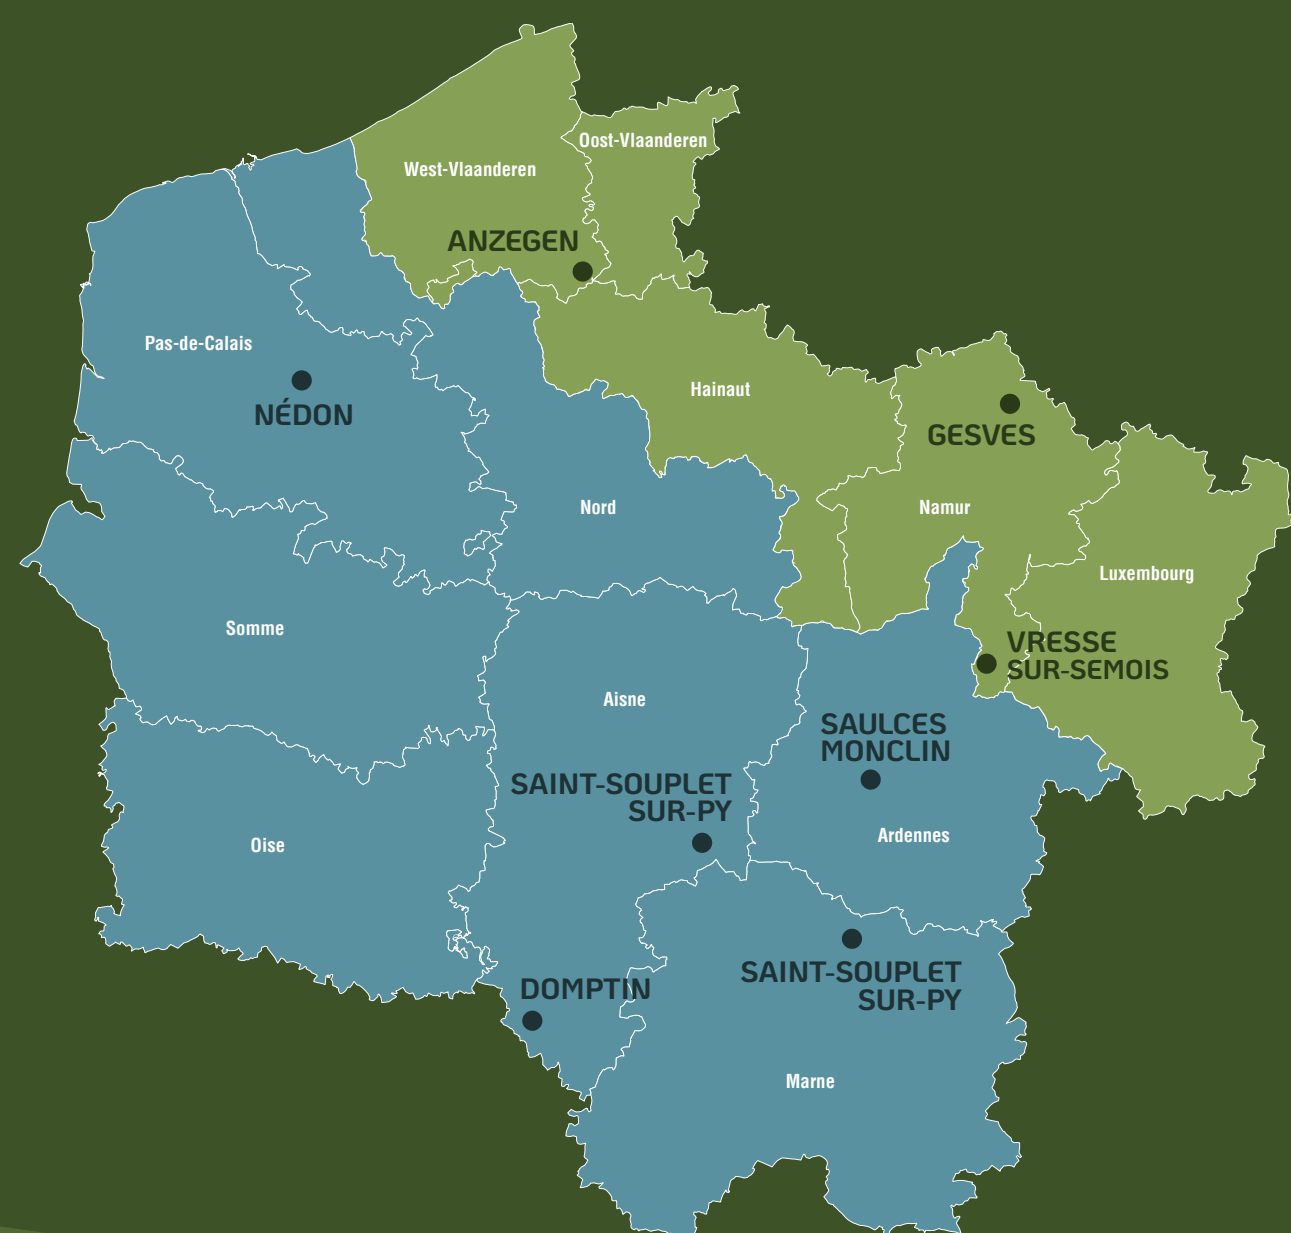 Oost-Vlaanderen
West-Vlaanderen
ANZEGEN
Pas-de-Calais
NÉDON
Hainaut
GESVES
Nord
Namur
Luxembourg
Somme
VRESSE
SUR-SEMOIS
Aisne
SAULCES
MONCLIN
SAINT-SOUPLET
SUR-PY
Ardennes
Oise
SAINT-SOUPLET
SUR-PY
DOMPTIN
Marne